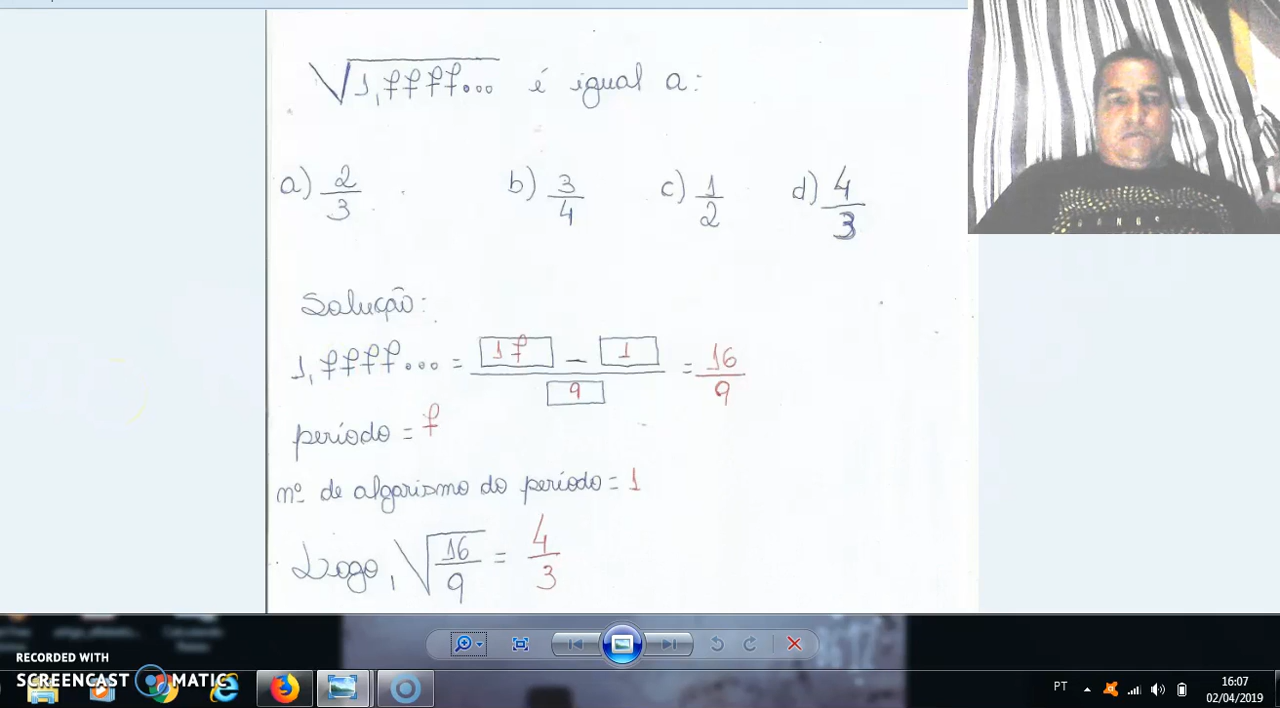 √1,7777... é igual a:
a) 2/3 b) 3/4 c) 1/2 d) 4/3
Solução:
1,7777... = 17 - 1 / 9 = 16/9
período = 7
nº de algarismo do período = 1
Logo, √16/9 = 4/3
RECORDED WITH
SCREENCAST MATIC
PT
16:07
02/04/2019